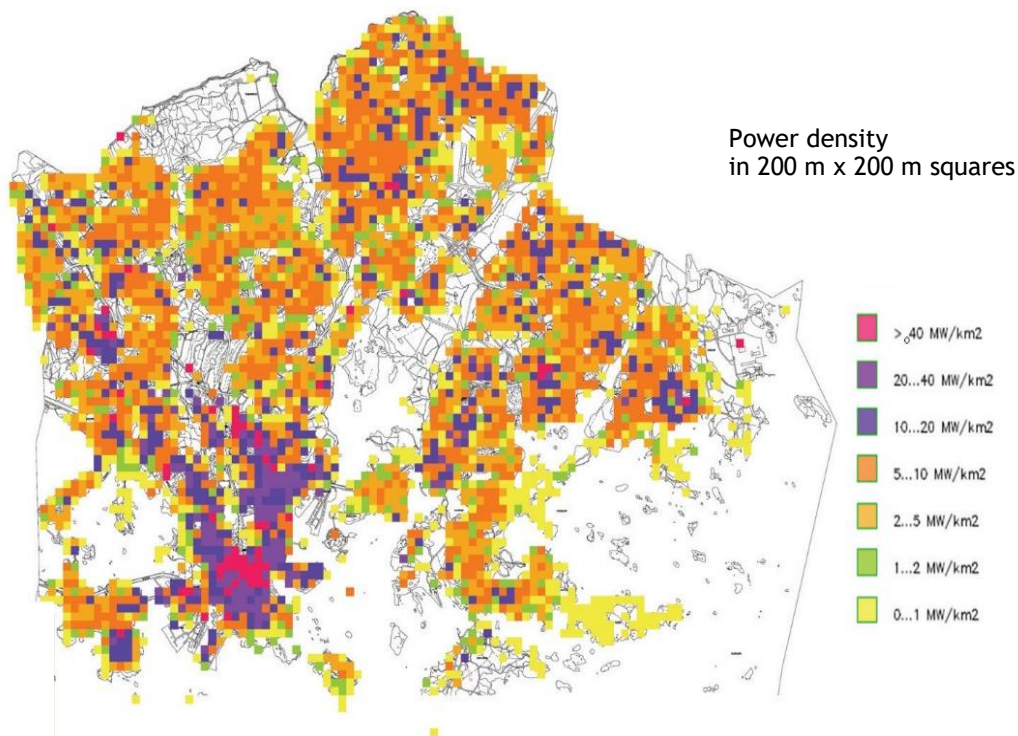 Power density
in 200 m x 200 m squares
>o40 MW/km2
20...40 MW/km2
10...20 MW/km2
5...10 MW/km2
2...5 MW/km2
1...2 MW/km2
0...1 MW/km2